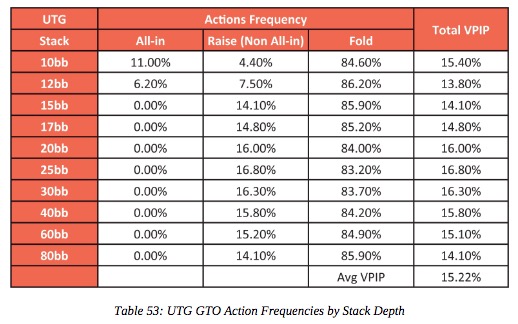 UTG Actions Frequency Total VPIP
Stack All-in Raise (Non All-in) Fold
10bb 11.00% 4.40% 84.60% 15.40%
12bb 6.20% 7.50% 86.20% 13.80%
15bb 0.00% 14.10% 85.90% 14.10%
17bb 0.00% 14.80% 85.20% 14.80%
20bb 0.00% 16.00% 84.00% 16.00%
25bb 0.00% 16.80% 83.20% 16.80%
30bb 0.00% 16.30% 83.70% 16.30%
40bb 0.00% 15.80% 84.20% 15.80%
60bb 0.00% 15.20% 84.90% 15.10%
80bb 0.00% 14.10% 85.90% 14.10%
Avg VPIP 15.22%
Table 53: UTG GTO Action Frequencies by Stack Depth